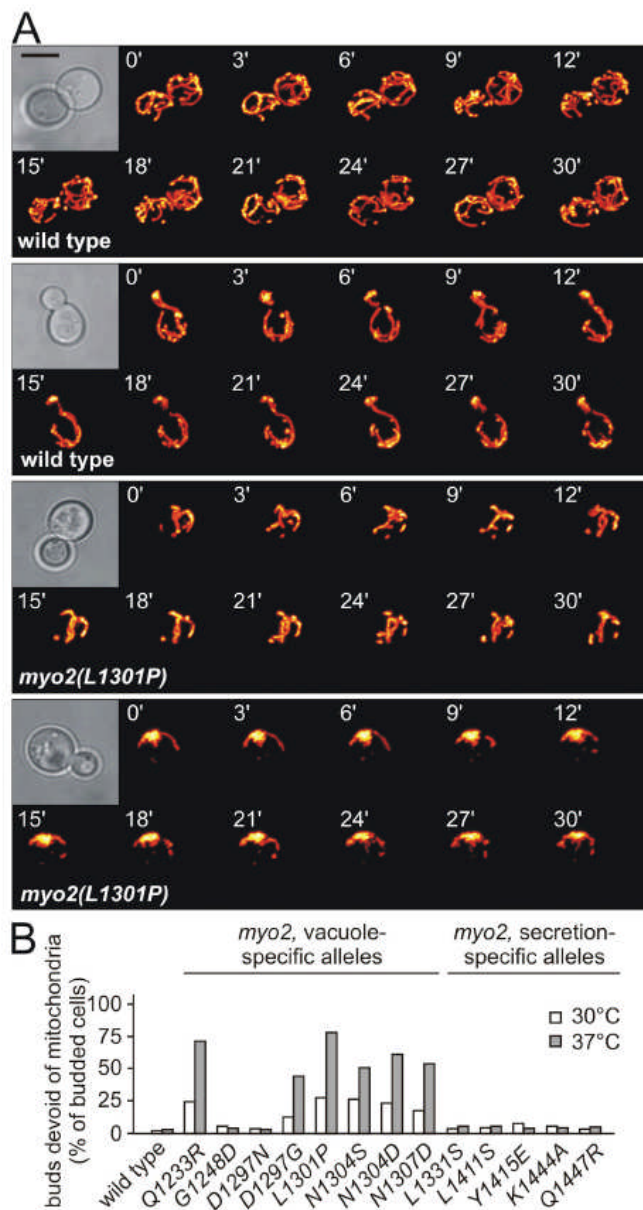 A
0' 3' 6' 9' 12'
15' 18' 21' 24' 27' 30'
wild type
0' 3' 6' 9' 12'
15' 18' 21' 24' 27' 30'
wild type
0' 3' 6' 9' 12'
15' 18' 21' 24' 27' 30'
myo2(L1301P)
0' 3' 6' 9' 12'
15' 18' 21' 24' 27' 30'
myo2(L1301P)
B
myo2, vacuole-
specific alleles
myo2, secretion-
specific alleles
buds devoid of mitochondria
(% of budded cells)
100
75
50
25
0
30°C
37°C
wild type
Q1233R
G1248D
D1297N
D1297G
L1301P
N1304S
N1304D
N1307D
L1331S
L1411S
Y1415E
K1444A
Q1447R